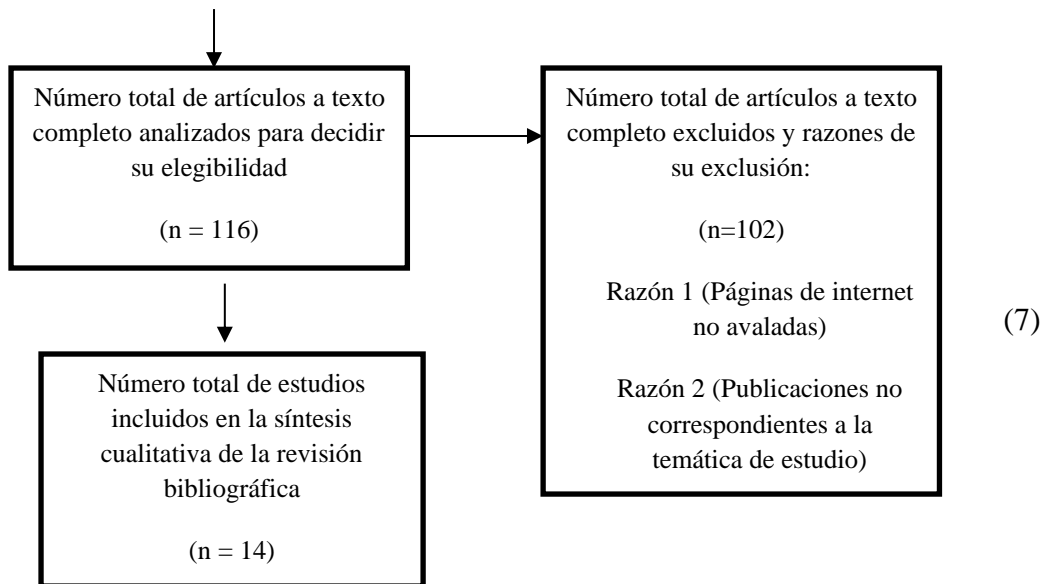 Número total de artículos a texto
completo analizados para decidir
su elegibilidad
(n = 116)
Número total de artículos a texto
completo excluidos y razones de
su exclusión:
(n=102)
Razón 1 (Páginas de internet
no avaladas)
Razón 2 (Publicaciones no
correspondientes a la
temática de estudio)
(7)
Número total de estudios
incluidos en la síntesis
cualitativa de la revisión
bibliográfica
(n = 14)